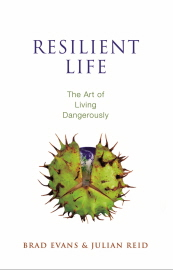 RESILIENT
LIFE
The Art of
Living
Dangerously
BRAD EVANS & JULIAN REID